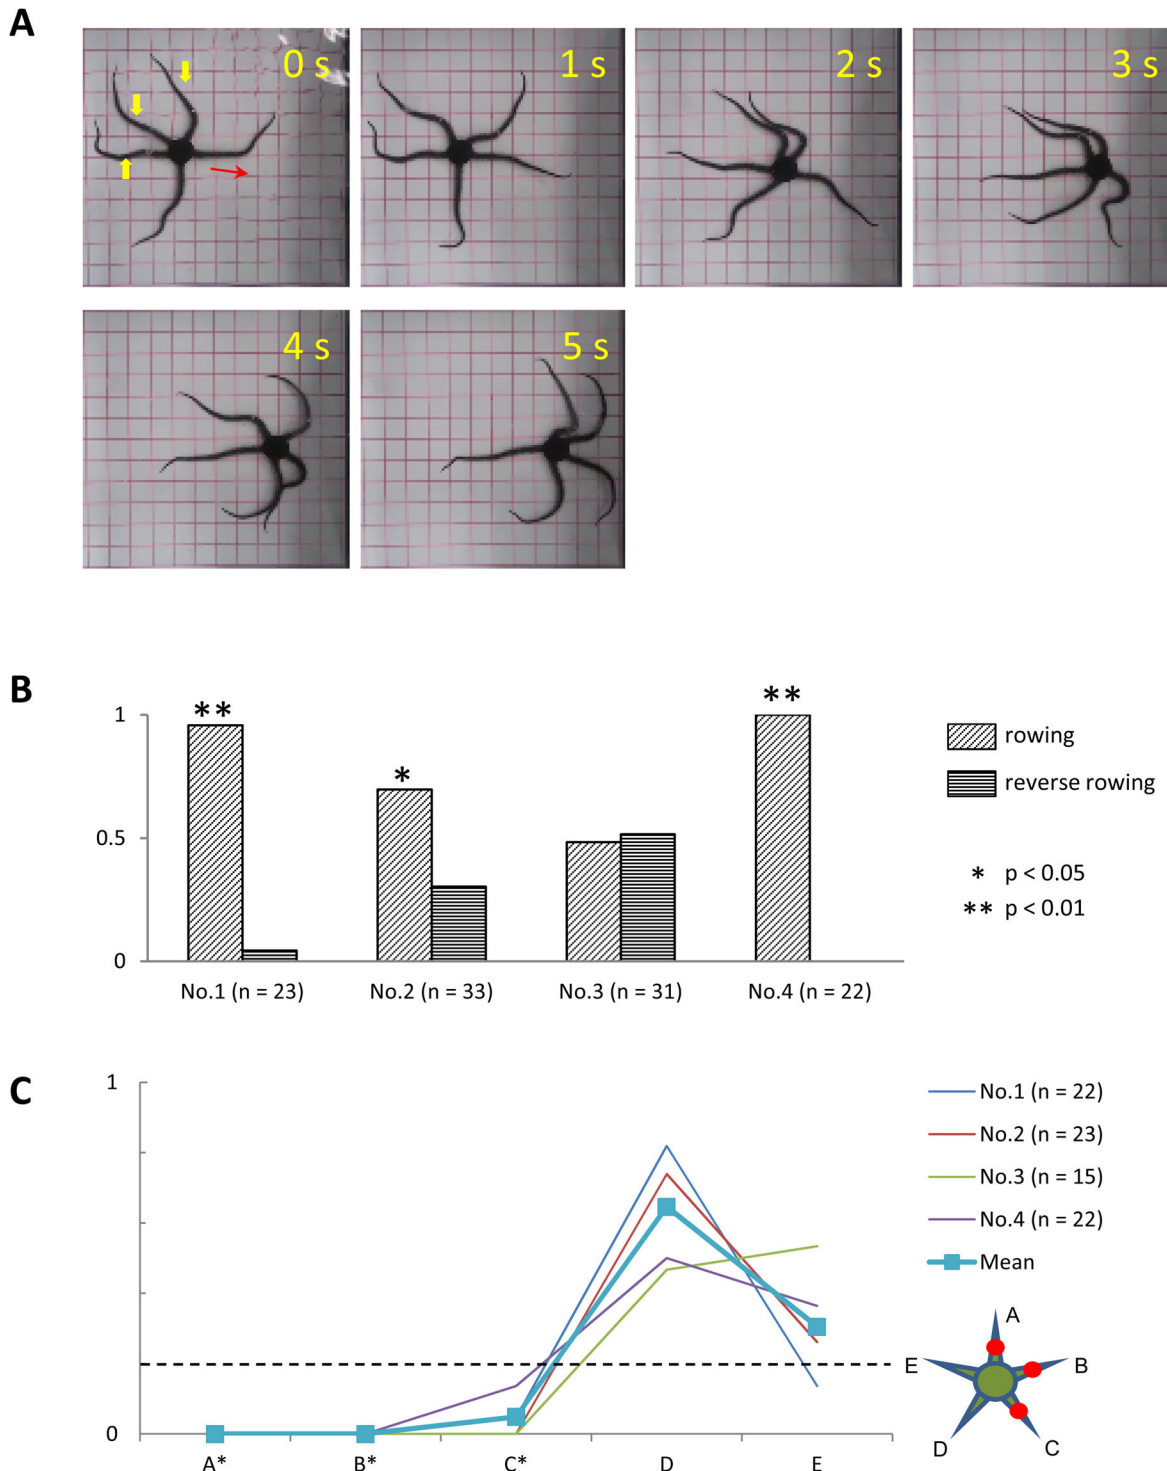 A
0 s
1 s
2 s
3 s
4 s
5 s
B
1
0.5
0
** 
*
**
No.1 (n = 23)
No.2 (n = 33)
No.3 (n = 31)
No.4 (n = 22)
rowing
reverse rowing
* p < 0.05
** p < 0.01
C
1
0
A*
B*
C*
D
E
No.1 (n = 22)
No.2 (n = 23)
No.3 (n = 15)
No.4 (n = 22)
Mean
A
E
B
D
C